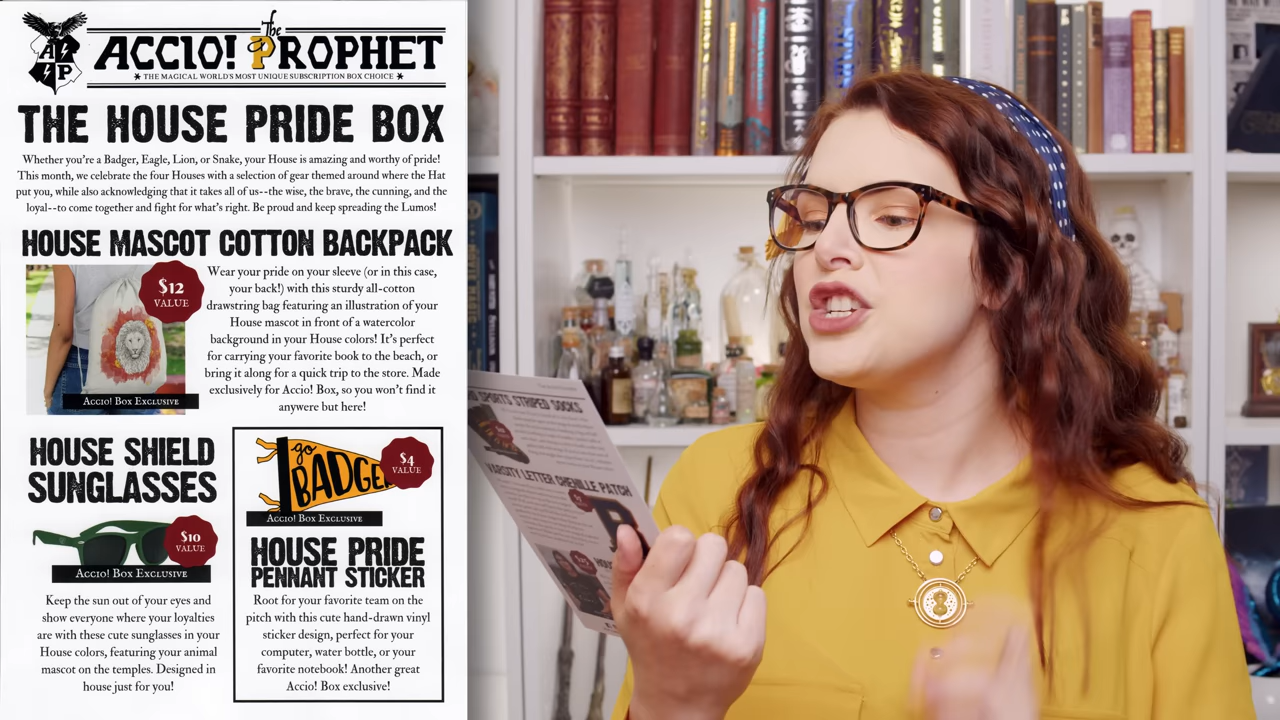 A P
ACCIO! The PROPHET
★ THE MAGICAL WORLD'S MOST UNIQUE SUBSCRIPTION BOX CHOICE ★
THE HOUSE PRIDE BOX
Whether you're a Badger, Eagle, Lion, or Snake, your House is amazing and worthy of pride!
This month, we celebrate the four Houses with a selection of gear themed around where the Hat
put you, while also acknowledging that it takes all of us--the wise, the brave, the cunning, and the
loyal--to come together and fight for what's right. Be proud and keep spreading the Lumos!
HOUSE MASCOT COTTON BACKPACK
$12
VALUE
ACCIO! BOX EXCLUSIVE
Wear your pride on your sleeve (or in this case,
your back!) with this sturdy all-cotton
drawstring bag featuring an illustration of your
House mascot in front of a watercolor
background in your House colors! It's perfect
for carrying your favorite book to the beach, or
bring it along for a quick trip to the store. Made
exclusively for Accio! Box, so you won't find it
anywhere but here!
HOUSE SHIELD
SUNGLASSES
$10
VALUE
ACCIO! BOX EXCLUSIVE
Keep the sun out of your eyes and
show everyone where your loyalties
are with these cute sunglasses in your
House colors, featuring your animal
mascot on the temples. Designed in
house just for you!
go
BADGE
$4
VALUE
ACCIO! BOX EXCLUSIVE
HOUSE PRIDE
PENNANT STICKER
Root for your favorite team on the
pitch with this cute hand-drawn vinyl
sticker design, perfect for your
computer, water bottle, or your
favorite notebook! Another great
Accio! Box exclusive!
SPORTS STRIPED SOCKS
VARSITY LETTER CHENILLE PATCH